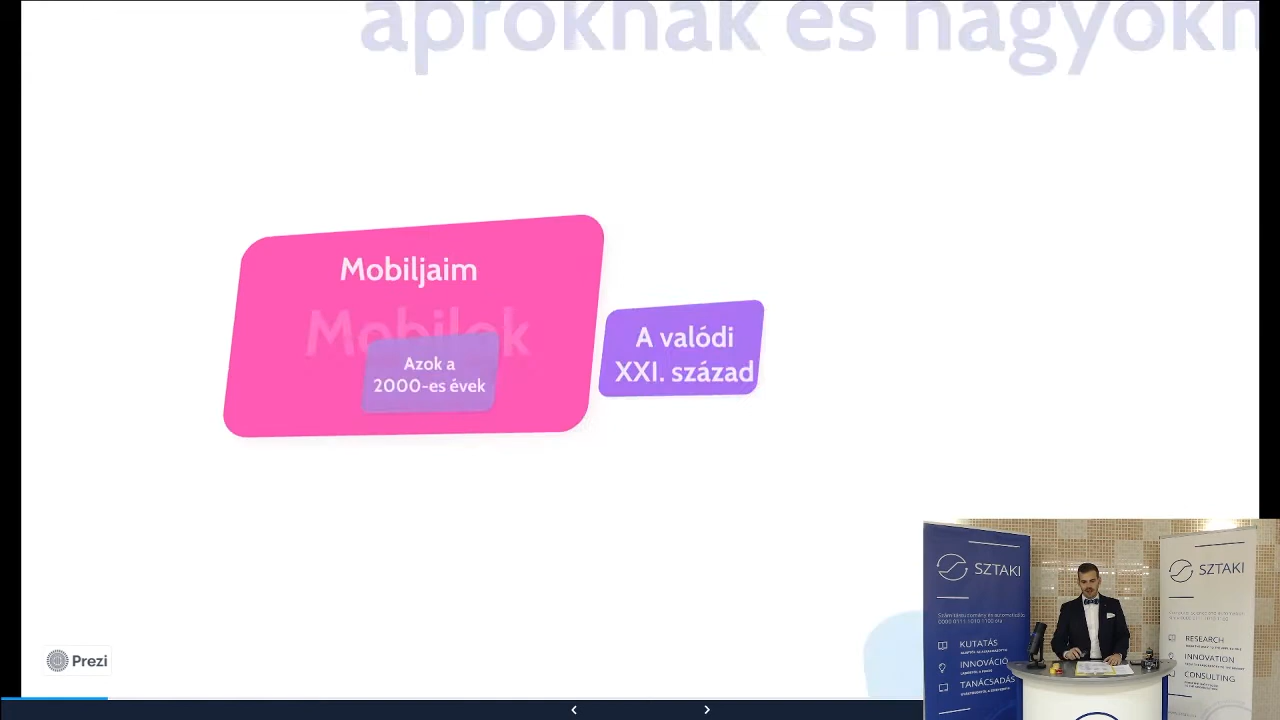 apróknak és nagyokn
Mobiljaim
Mobilok
Azok a
2000-es évek
A valódi
XXI. század
Prezi
SZTAKI
KUTATÁS
INNOVÁCIÓ
TANÁCSADÁS
SZTAKI
RESEARCH
INNOVATION
CONSULTING